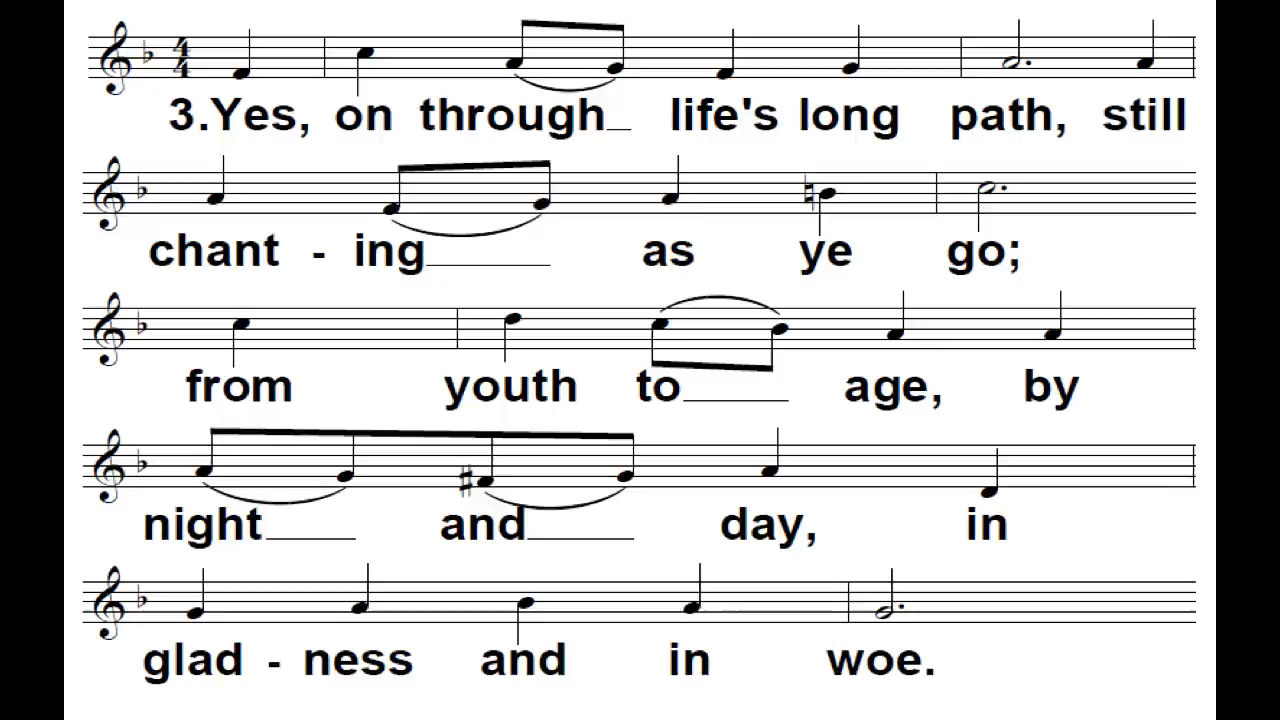 3.Yes, on through life's long path, still
chant - ing as ye go;
from youth to age, by
night and day, in
glad - ness and in woe.